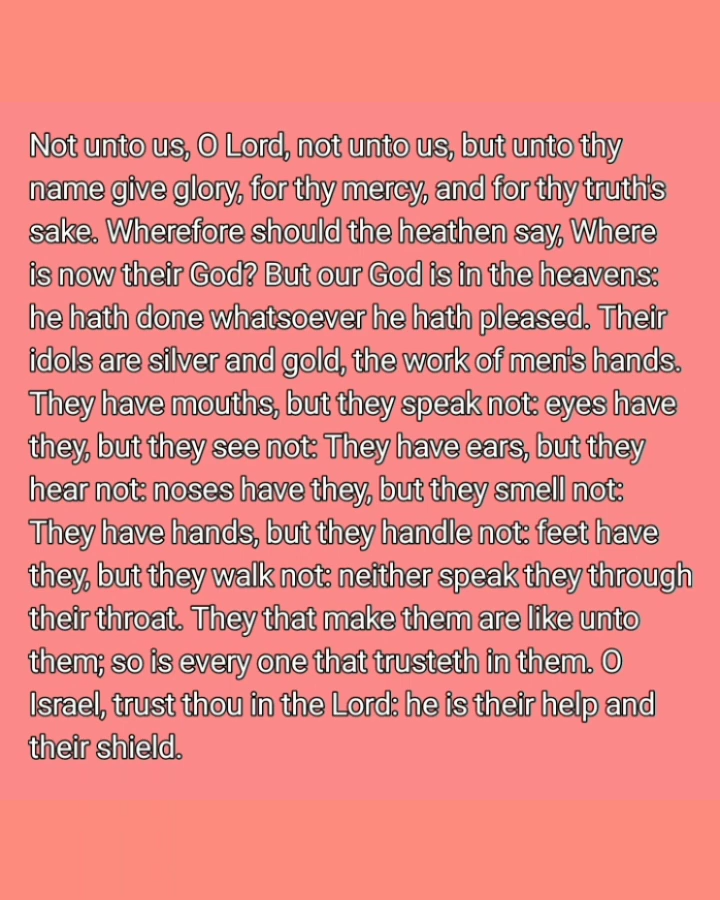 Not unto us, O Lord, not unto us, but unto thy
name give glory, for thy mercy, and for thy truth's
sake. Wherefore should the heathen say, Where
is now their God? But our God is in the heavens:
he hath done whatsoever he hath pleased. Their
idols are silver and gold, the work of men's hands.
They have mouths, but they speak not: eyes have
they, but they see not: They have ears, but they
hear not: noses have they, but they smell not:
They have hands, but they handle not: feet have
they, but they walk not: neither speak they through
their throat. They that make them are like unto
them; so is every one that trusteth in them. O
Israel, trust thou in the Lord: he is their help and
their shield.